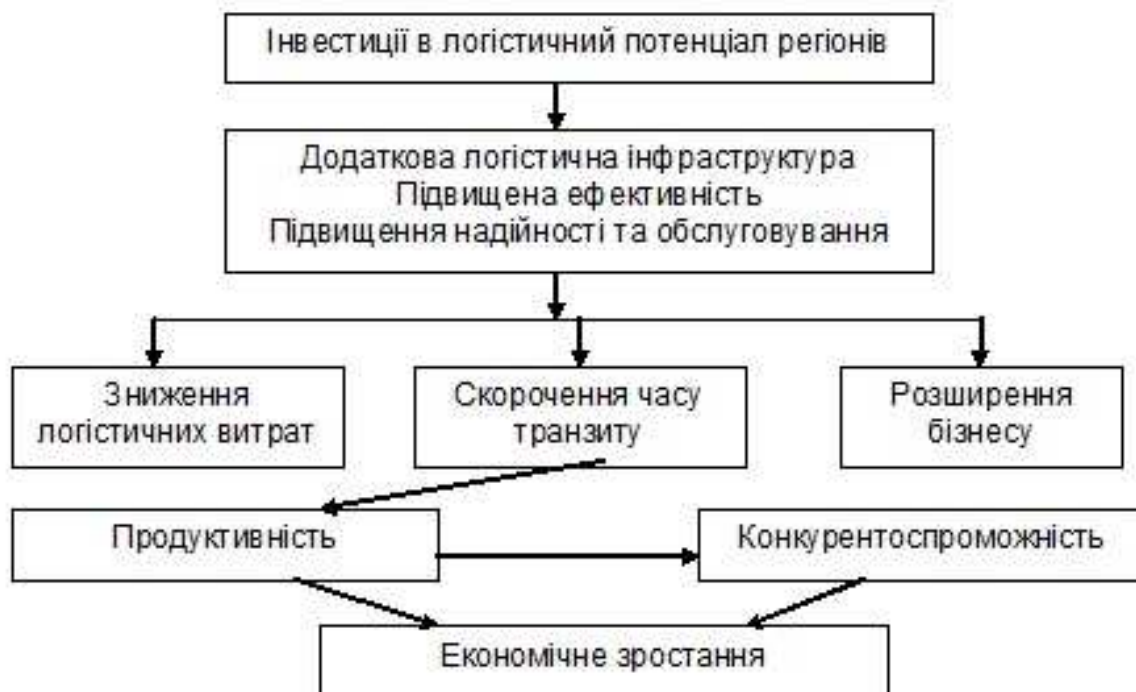 Інвестиції в логістичний потенціал регіонів
Додаткова логістична інфраструктура
Підвищена ефективність
Підвищення надійності та обслуговування
Зниження
логістичних витрат
Скорочення часу
транзиту
Розширення
бізнесу
Продуктивність
Конкурентоспроможність
Економічне зростання